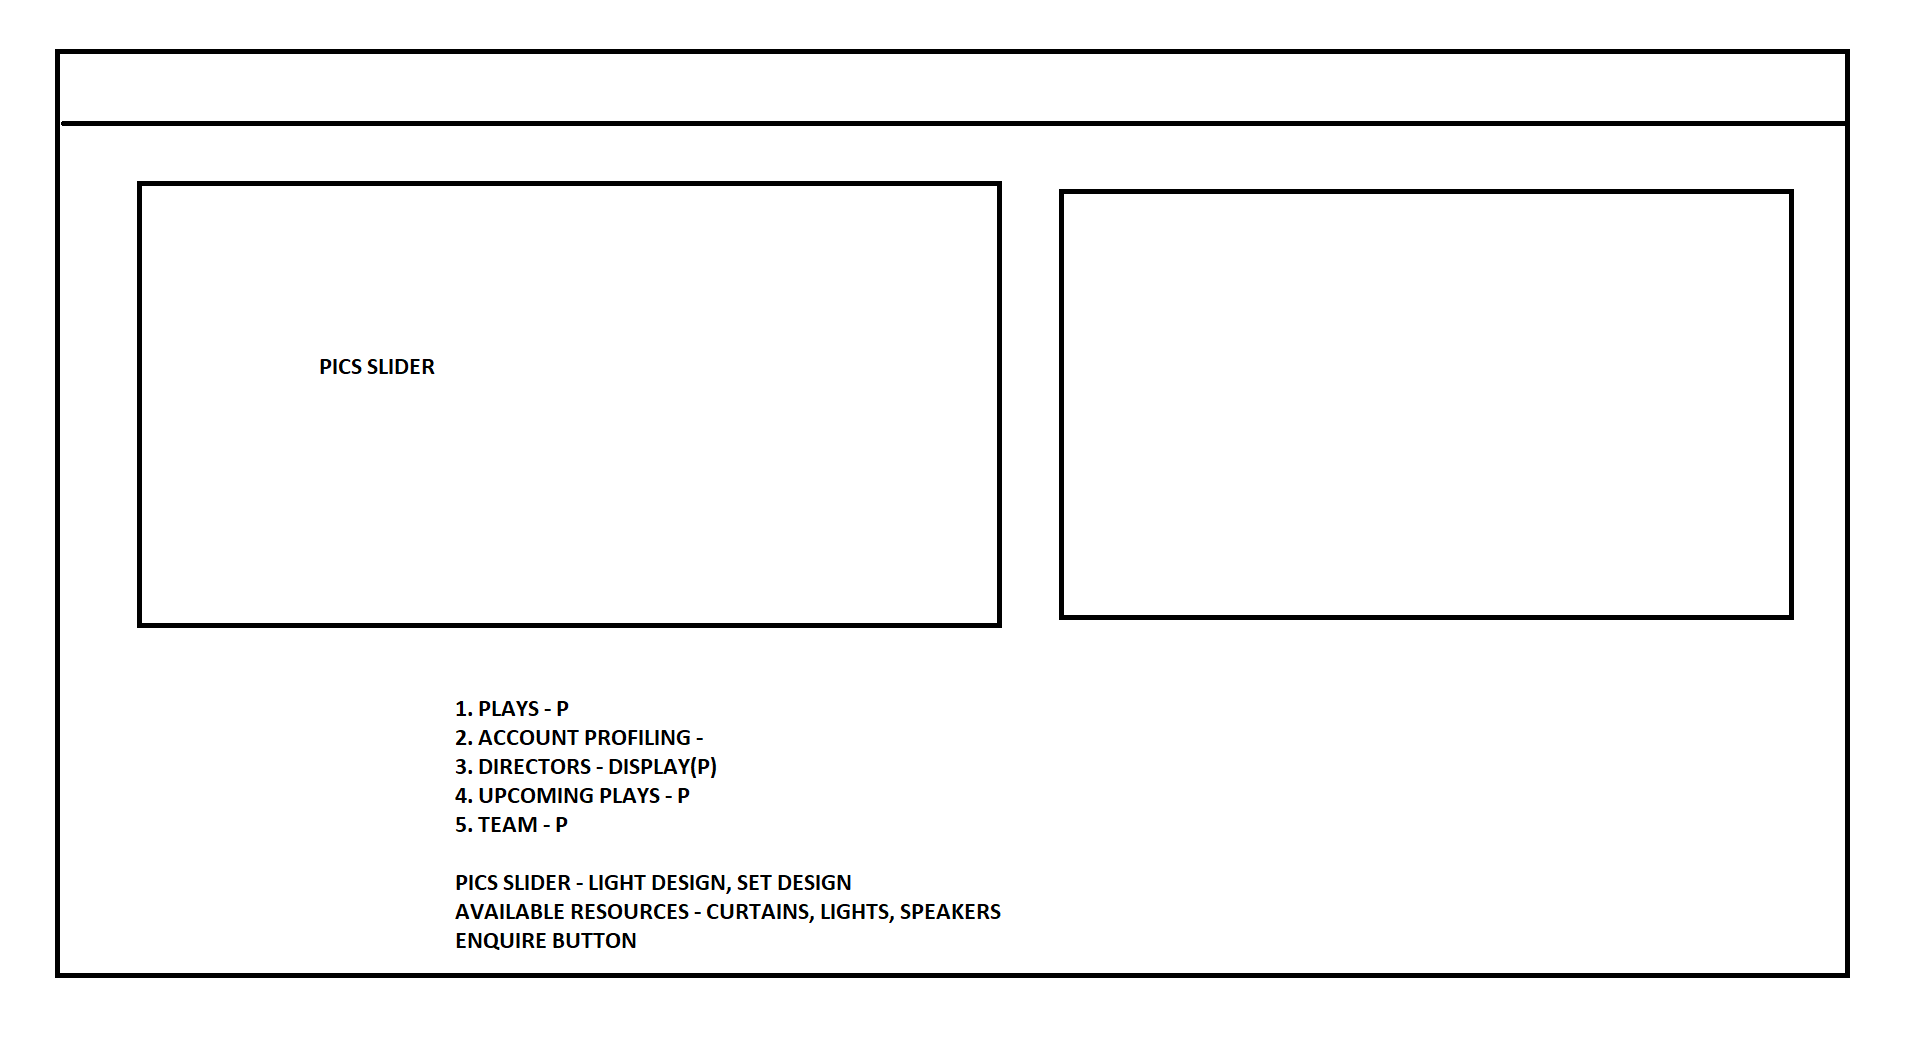 PICS SLIDER
1. PLAYS - P
2. ACCOUNT PROFILING -
3. DIRECTORS - DISPLAY(P)
4. UPCOMING PLAYS - P
5. TEAM - P
PICS SLIDER - LIGHT DESIGN, SET DESIGN
AVAILABLE RESOURCES - CURTAINS, LIGHTS, SPEAKERS
ENQUIRE BUTTON